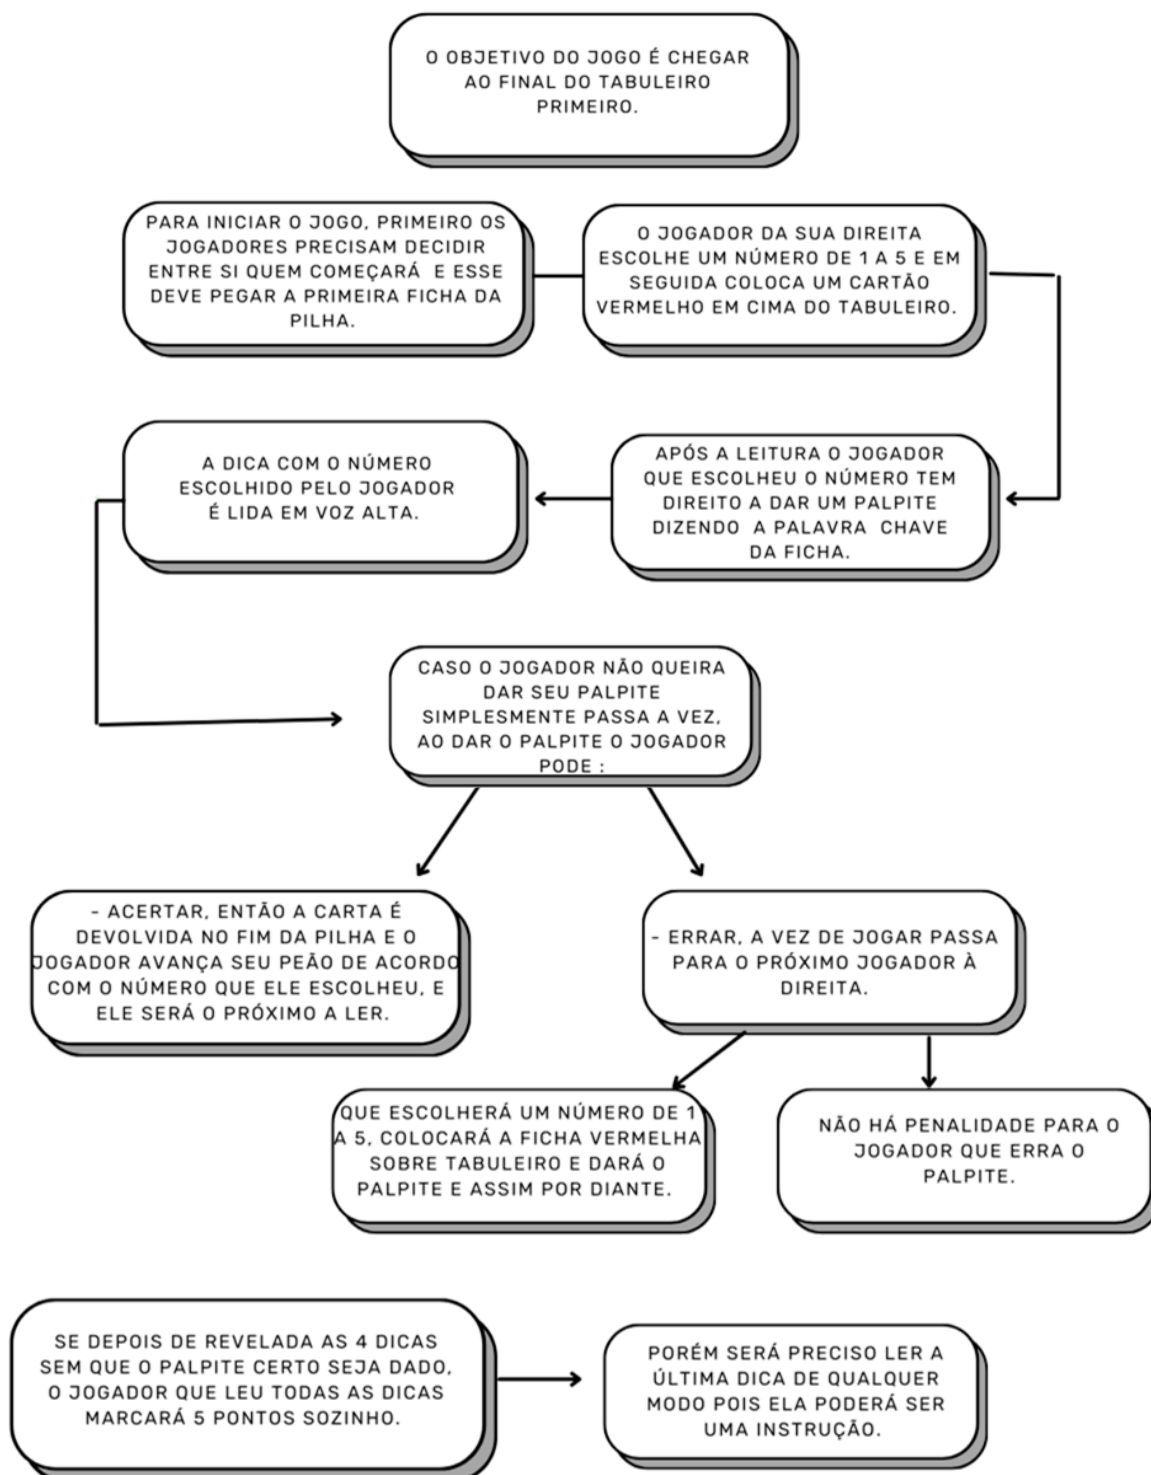 O OBJETIVO DO JOGO É CHEGAR
AO FINAL DO TABULEIRO
PRIMEIRO.
PARA INICIAR O JOGO, PRIMEIRO OS
JOGADORES PRECISAM DECIDIR
ENTRE SI QUEM COMEÇARÁ E ESSE
DEVE PEGAR A PRIMEIRA FICHA DA
PILHA.
O JOGADOR DA SUA DIREITA
ESCOLHE UM NÚMERO DE 1 A 5 E EM
SEGUIDA COLOCA UM CARTÃO
VERMELHO EM CIMA DO TABULEIRO.
APÓS A LEITURA O JOGADOR
QUE ESCOLHEU O NÚMERO TEM
DIREITO A DAR UM PALPITE
DIZENDO A PALAVRA CHAVE
DA FICHA.
A DICA COM O NÚMERO
ESCOLHIDO PELO JOGADOR
É LIDA EM VOZ ALTA.
CASO O JOGADOR NÃO QUEIRA
DAR SEU PALPITE
SIMPLESMENTE PASSA A VEZ,
AO DAR O PALPITE O JOGADOR
PODE :
- ACERTAR, ENTÃO A CARTA É
DEVOLVIDA NO FIM DA PILHA E O
JOGADOR AVANÇA SEU PEÃO DE ACORDO
COM O NÚMERO QUE ELE ESCOLHEU, E
ELE SERÁ O PRÓXIMO A LER.
- ERRAR, A VEZ DE JOGAR PASSA
PARA O PRÓXIMO JOGADOR À
DIREITA.
QUE ESCOLHERÁ UM NÚMERO DE 1
A 5, COLOCARÁ A FICHA VERMELHA
SOBRE TABULEIRO E DARÁ O
PALPITE E ASSIM POR DIANTE.
NÃO HÁ PENALIDADE PARA O
JOGADOR QUE ERRA O
PALPITE.
SE DEPOIS DE REVELADA AS 4 DICAS
SEM QUE O PALPITE CERTO SEJA DADO,
O JOGADOR QUE LEU TODAS AS DICAS
MARCARÁ 5 PONTOS SOZINHO.
PORÉM SERÁ PRECISO LER A
ÚLTIMA DICA DE QUALQUER
MODO POIS ELA PODERÁ SER
UMA INSTRUÇÃO.